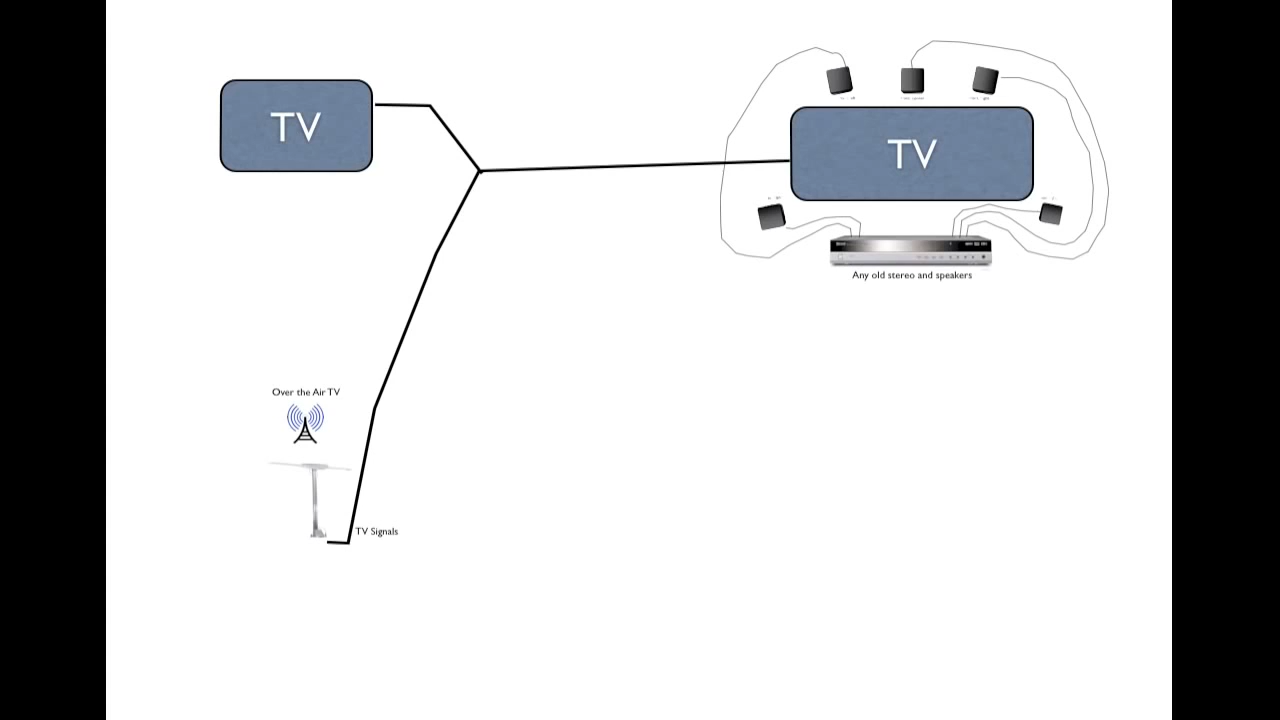 TV
TV
Any old stereo and speakers
Over the Air TV
TV Signals